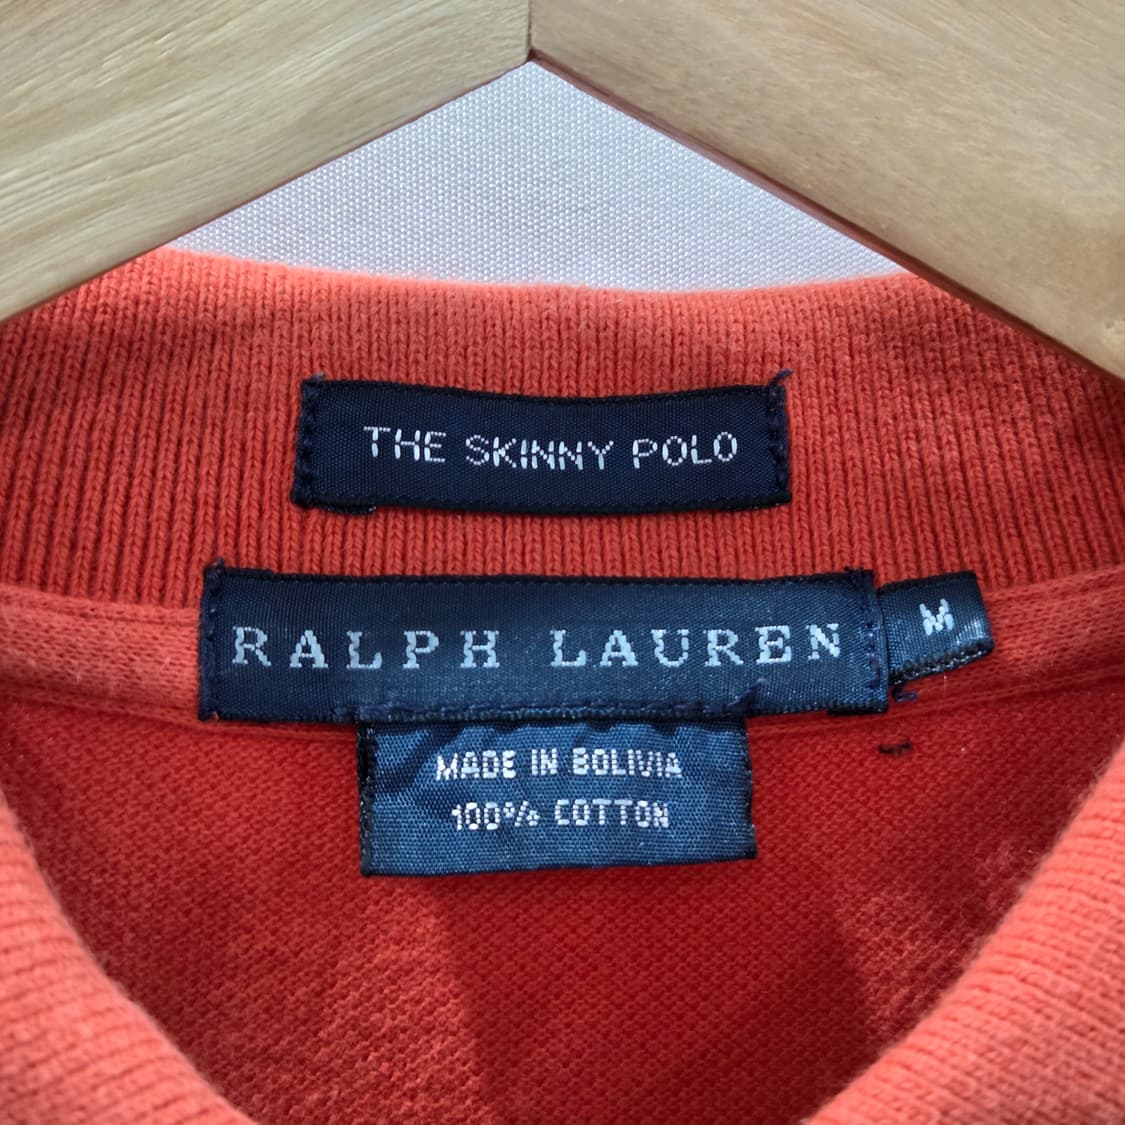 THE SKINNY POLO
RALPH LAUREN
M
MADE IN BOLIVIA
100% COTTON